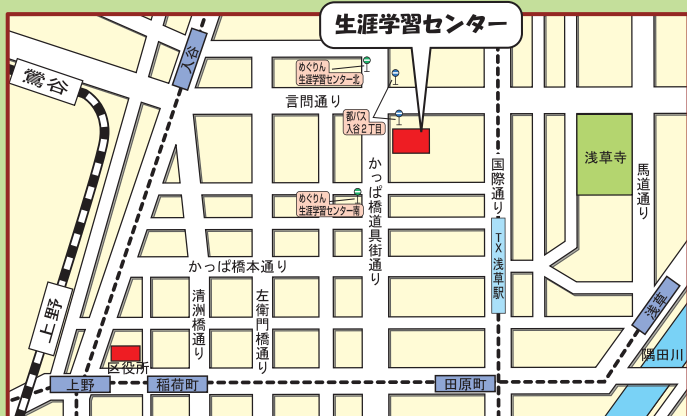 生涯学習センター
入谷
鶯谷
めぐりん
生涯学習センター北
言問通り
都バス
入谷2丁目
浅草寺
かっぱ橋道具街通り
国際通り
馬道通り
めぐりん
生涯学習センター南
TX浅草駅
かっぱ橋本通り
清洲橋通り
左衛門橋通り
上野
浅草
隅田川
区役所
上野
稲荷町
田原町